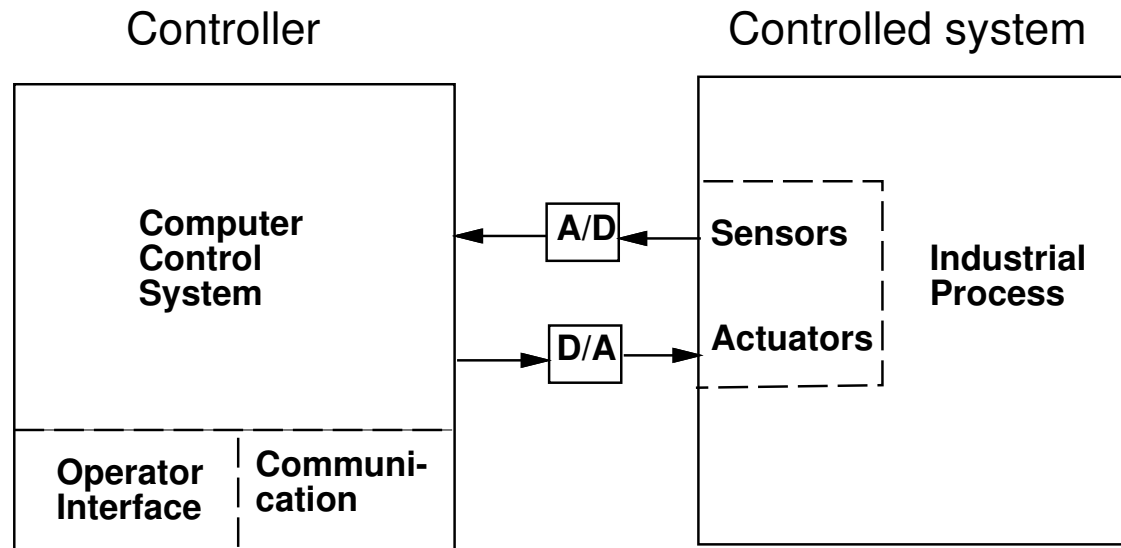 Controller
Controlled system
Computer
Control
System
A/D
Sensors
Industrial
Process
D/A
Actuators
Operator
Interface
Communi-
cation